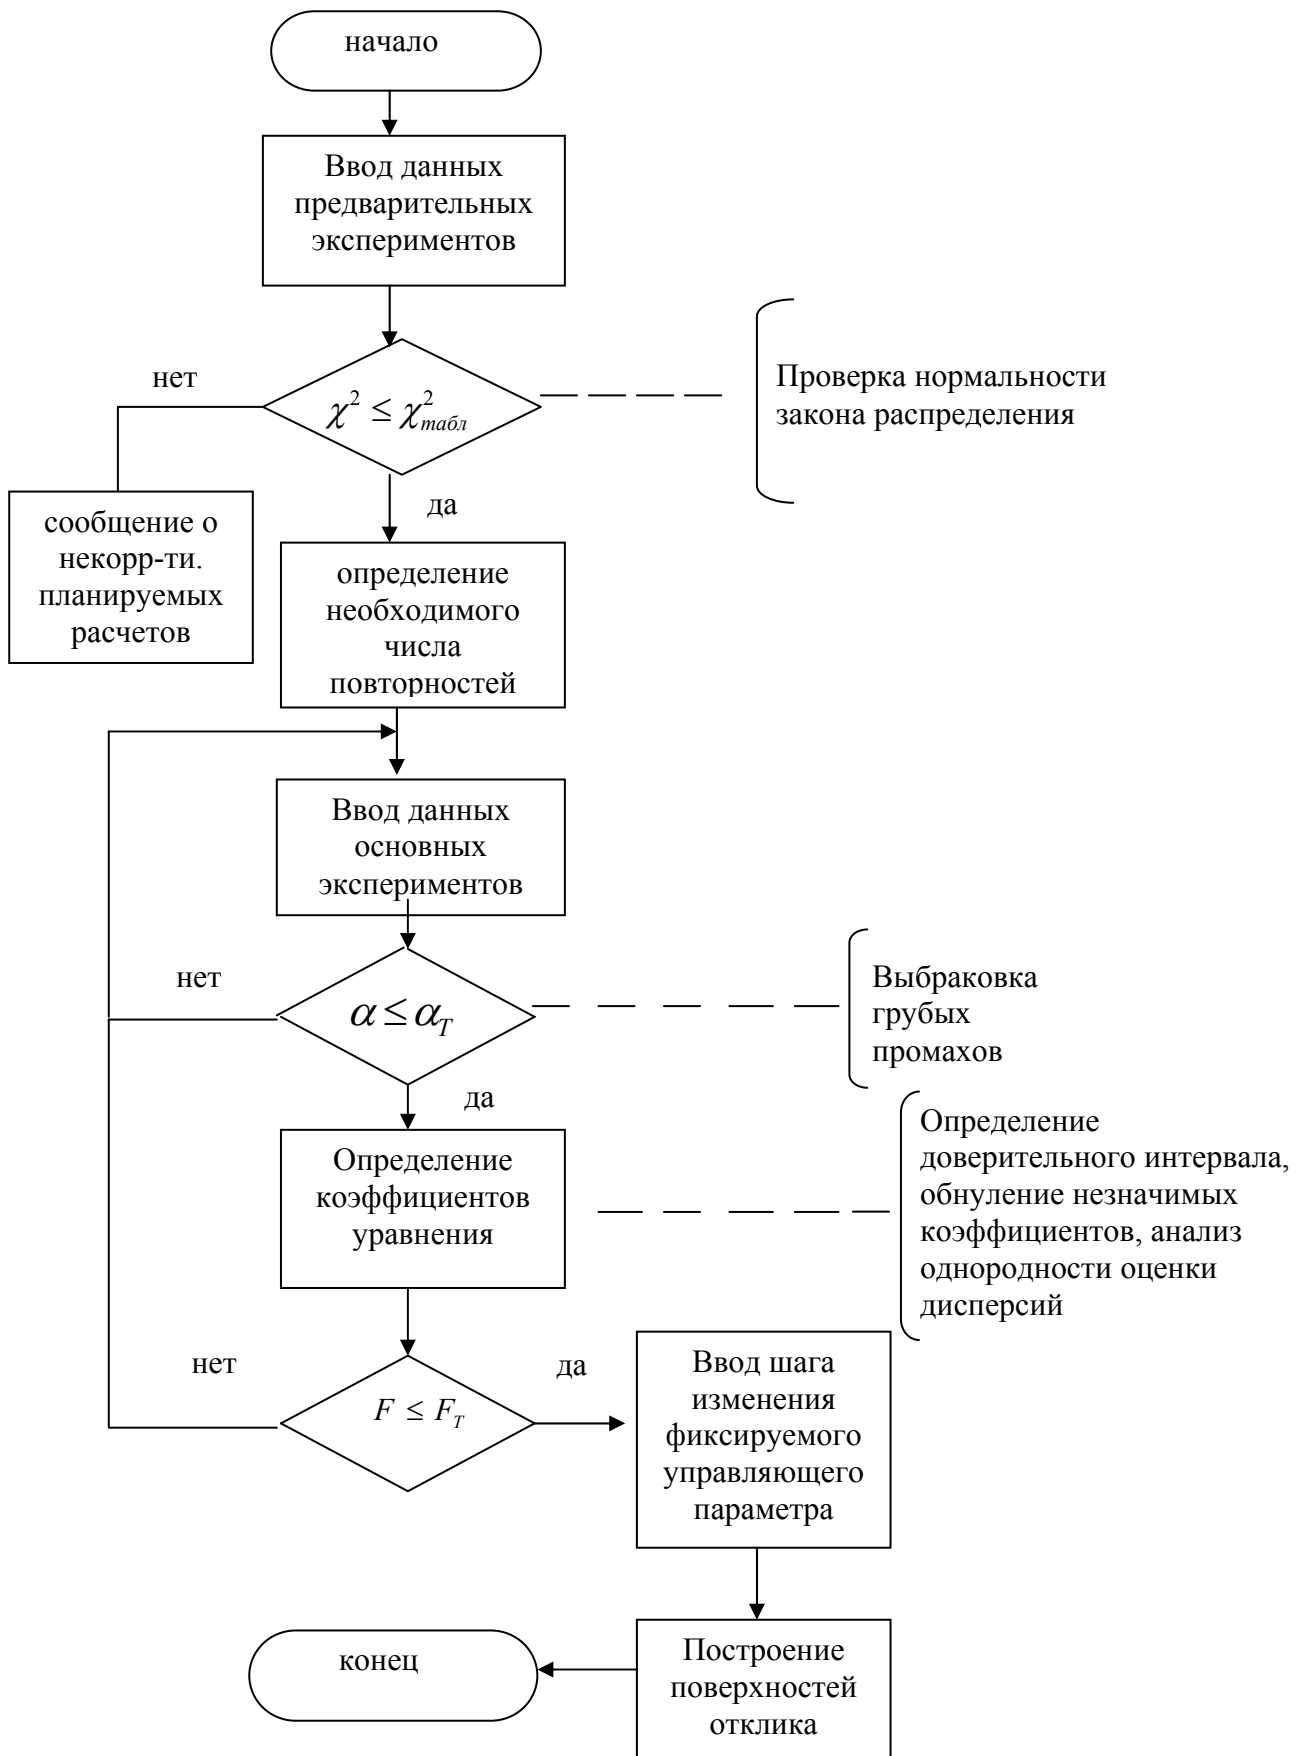 начало
Ввод данных
предварительных
экспериментов
нет
χ² ≤ χ²табл
Проверка нормальности
закона распределения
да
сообщение о
некорр-ти.
планируемых
расчетов
определение
необходимого
числа
повторностей
Ввод данных
основных
экспериментов
нет
α ≤ α_T
Выбраковка
грубых
промахов
да
Определение
коэффициентов
уравнения
Определение
доверительного интервала,
обнуление незначимых
коэффициентов, анализ
однородности оценки
дисперсий
нет
F ≤ F_T
да
Ввод шага
изменения
фиксируемого
управляющего
параметра
конец
Построение
поверхностей
отклика